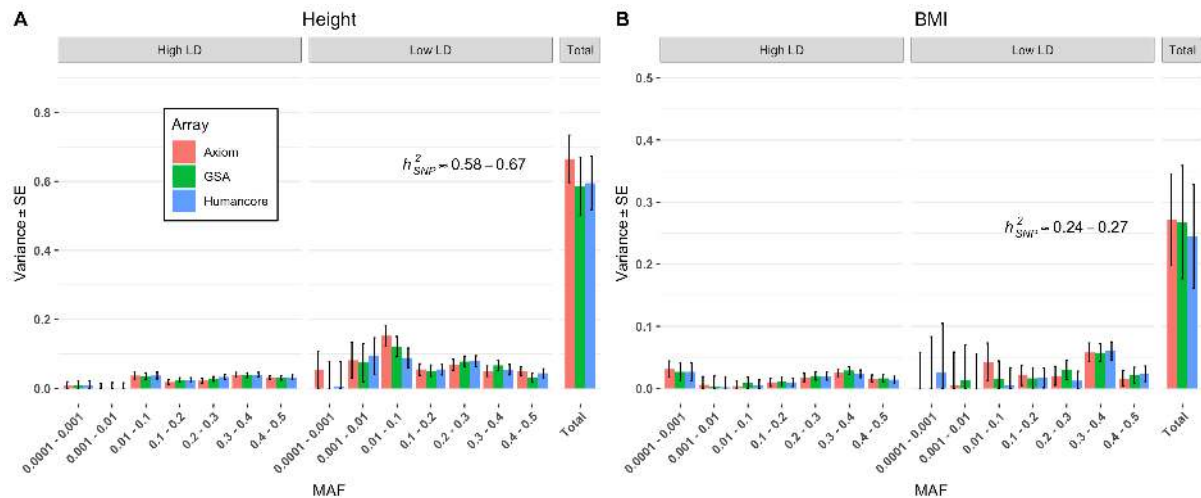 A
Height
High LD
Low LD
Total
Variance ± SE
0.8
0.6
0.4
0.2
0.0
Array
Axiom
GSA
Humancore
h²SNP ~ 0.58 – 0.67
0.0001 - 0.001
0.001 - 0.01
0.01 - 0.1
0.1 - 0.2
0.2 - 0.3
0.3 - 0.4
0.4 - 0.5
0.0001 - 0.001
0.001 - 0.01
0.01 - 0.1
0.1 - 0.2
0.2 - 0.3
0.3 - 0.4
0.4 - 0.5
Total
MAF
B
BMI
High LD
Low LD
Total
Variance ± SE
0.5
0.4
0.3
0.2
0.1
0.0
h²SNP ~ 0.24 – 0.27
0.0001 - 0.001
0.001 - 0.01
0.01 - 0.1
0.1 - 0.2
0.2 - 0.3
0.3 - 0.4
0.4 - 0.5
0.0001 - 0.001
0.001 - 0.01
0.01 - 0.1
0.1 - 0.2
0.2 - 0.3
0.3 - 0.4
0.4 - 0.5
Total
MAF